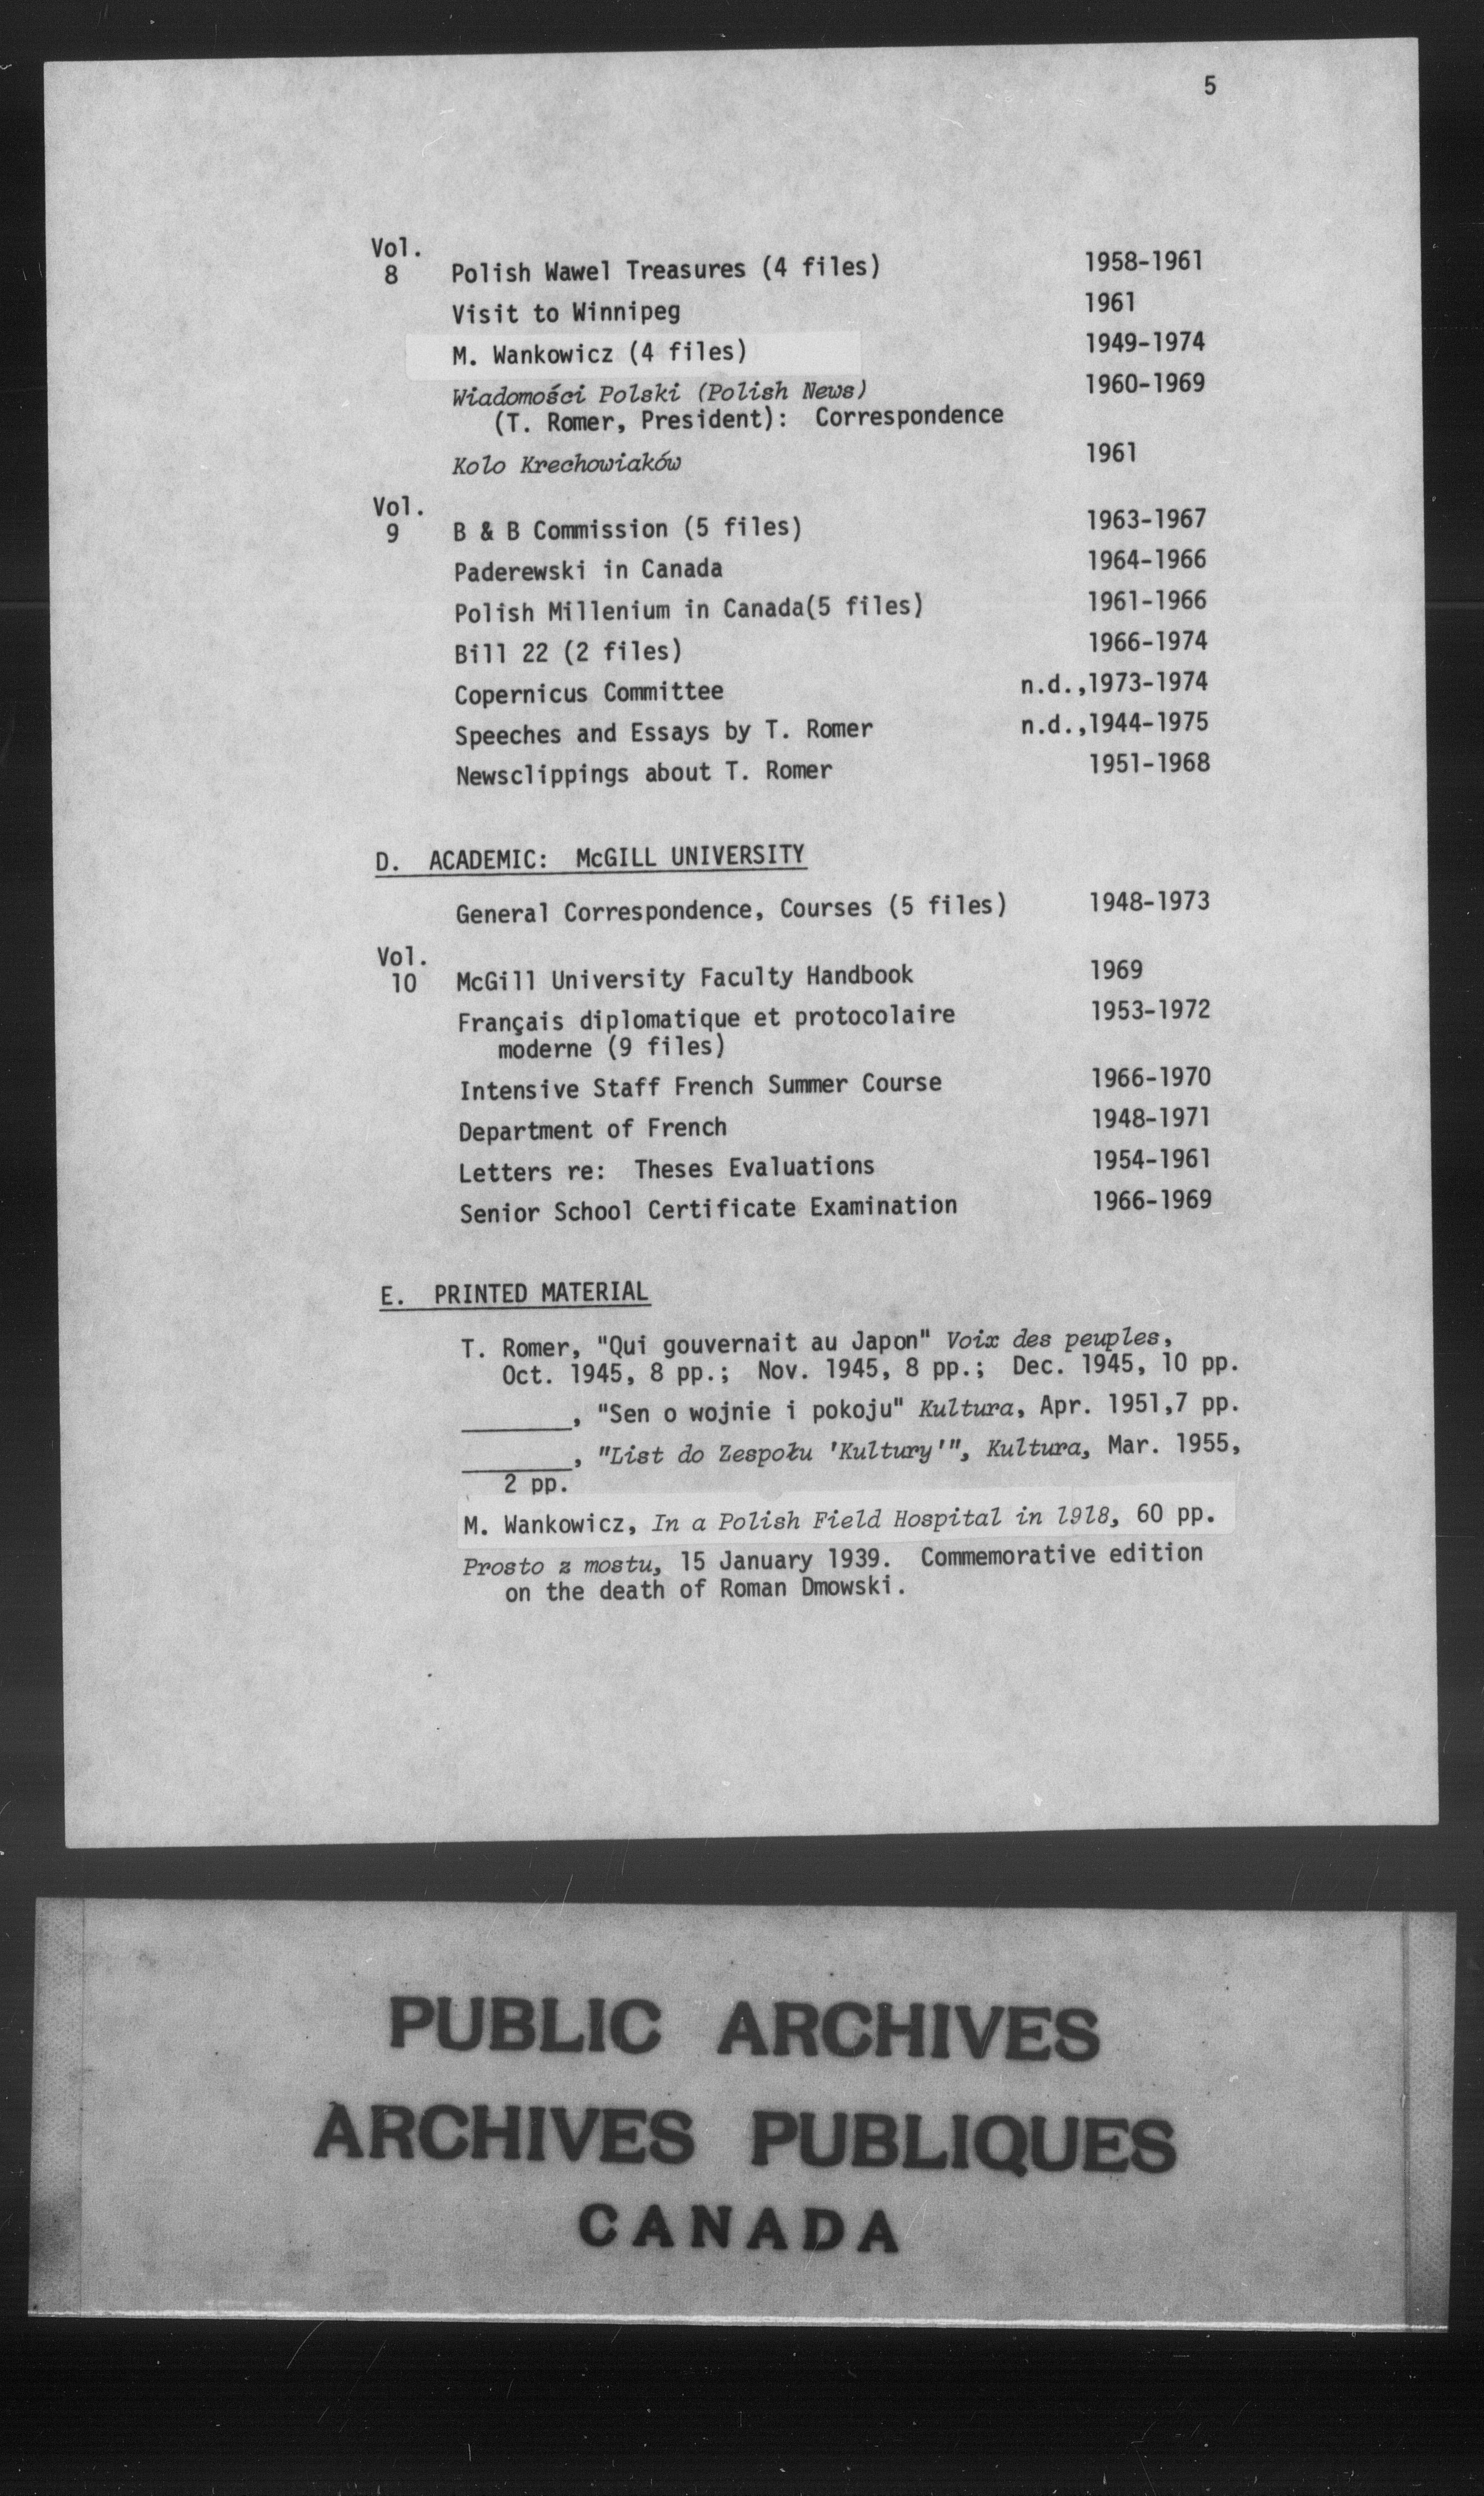 5
Vol.
8 Polish Wawel Treasures (4 files) 1958-1961
Visit to Winnipeg 1961
M. Wankowicz (4 files) 1949-1974
Wiadomości Polski (Polish News) 1960-1969
(T. Romer, President): Correspondence
Kolo Krechowiaków 1961
Vol.
9 B & B Commission (5 files) 1963-1967
Paderewski in Canada 1964-1966
Polish Millenium in Canada(5 files) 1961-1966
Bill 22 (2 files) 1966-1974
Copernicus Committee n.d.,1973-1974
Speeches and Essays by T. Romer n.d.,1944-1975
Newsclippings about T. Romer 1951-1968
D. ACADEMIC: McGILL UNIVERSITY
General Correspondence, Courses (5 files) 1948-1973
Vol.
10 McGill University Faculty Handbook 1969
Français diplomatique et protocolaire 1953-1972
moderne (9 files)
Intensive Staff French Summer Course 1966-1970
Department of French 1948-1971
Letters re: Theses Evaluations 1954-1961
Senior School Certificate Examination 1966-1969
E. PRINTED MATERIAL
T. Romer, "Qui gouvernait au Japon" Voix des peuples,
Oct. 1945, 8 pp.; Nov. 1945, 8 pp.; Dec. 1945, 10 pp.
________, "Sen o wojnie i pokoju" Kultura, Apr. 1951,7 pp.
________, "List do Zespołu 'Kultury'", Kultura, Mar. 1955,
2 pp.
M. Wankowicz, In a Polish Field Hospital in 1918, 60 pp.
Prosto z mostu, 15 January 1939. Commemorative edition
on the death of Roman Dmowski.
PUBLIC ARCHIVES
ARCHIVES PUBLIQUES
CANADA